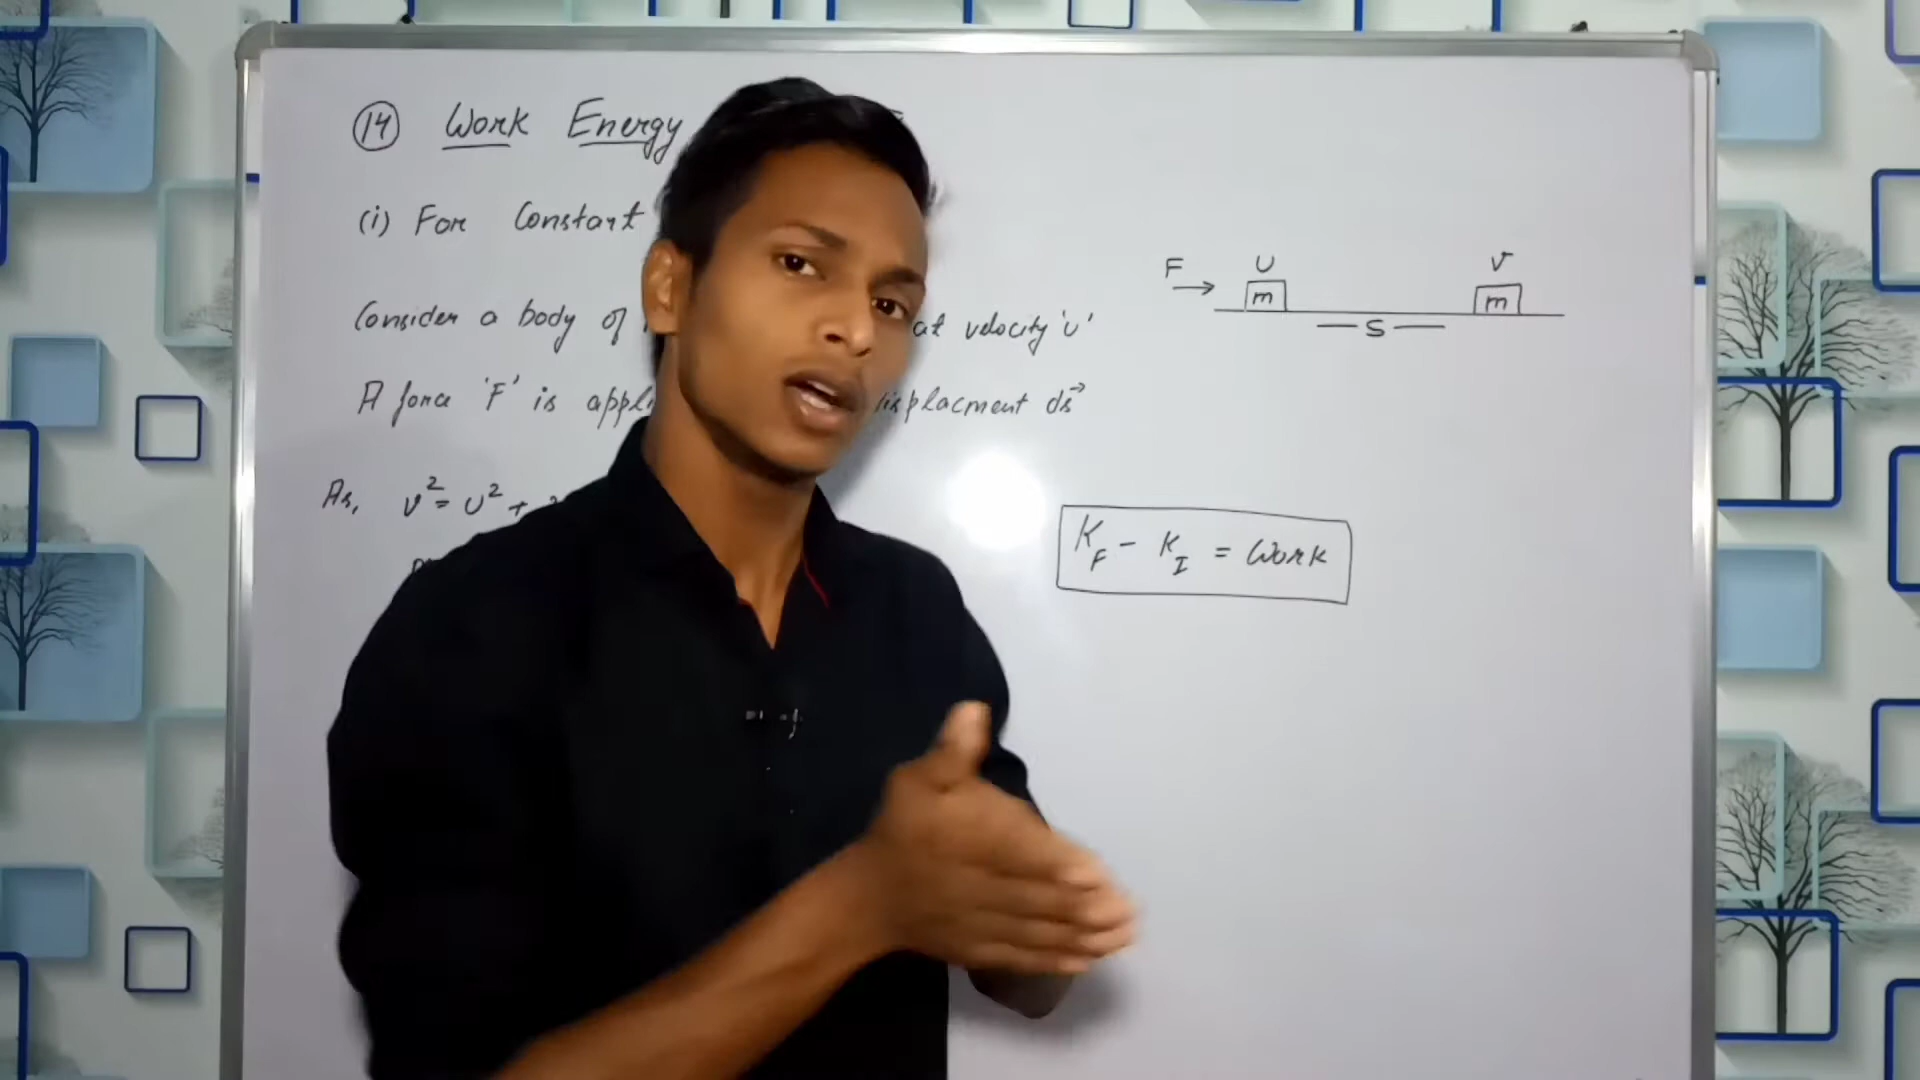 14 Work Energy
(i) For Constant
F U v
m m
S
Consider a body of at velocity 'u'
A force 'F' is displacment ds→
As, v² = U² +
K_F - K_I = Work